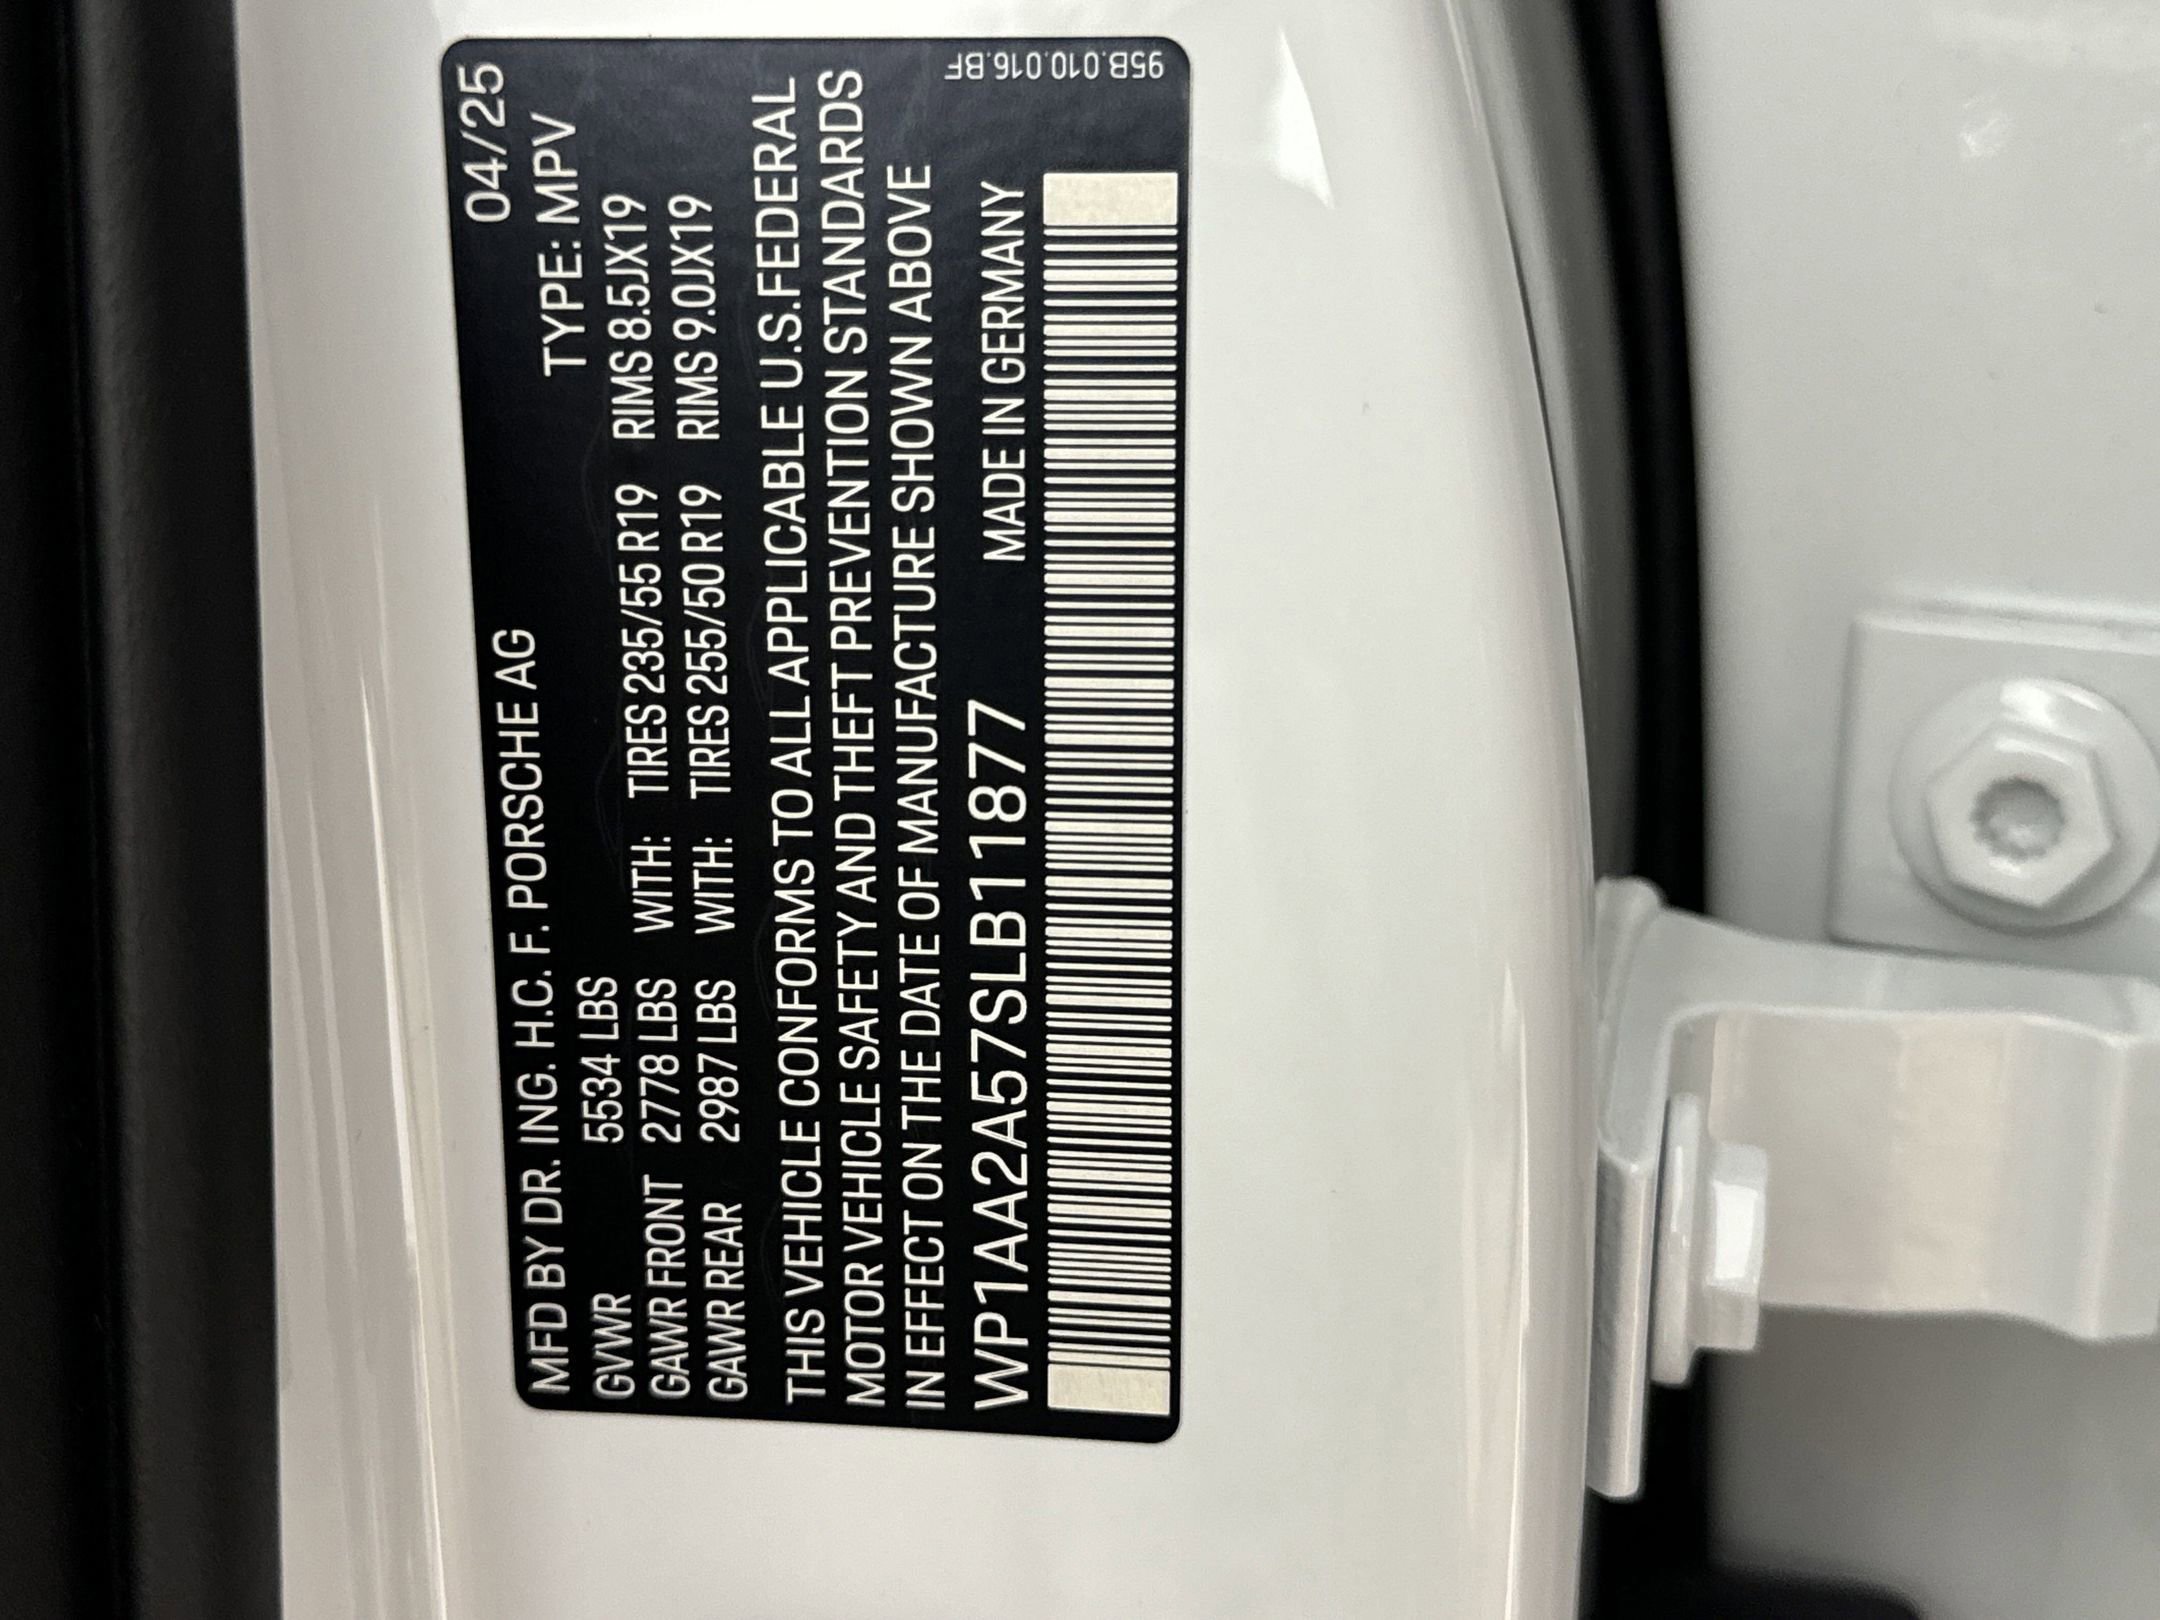 04/25
MFD BY DR. ING. H.C. F. PORSCHE AG
TYPE: MPV
GVWR 5534 LBS
GAWR FRONT 2778 LBS WITH: TIRES 235/55 R19 RIMS 8.5JX19
GAWR REAR 2987 LBS WITH: TIRES 255/50 R19 RIMS 9.0JX19
THIS VEHICLE CONFORMS TO ALL APPLICABLE U.S.FEDERAL
MOTOR VEHICLE SAFETY AND THEFT PREVENTION STANDARDS
IN EFFECT ON THE DATE OF MANUFACTURE SHOWN ABOVE
WP1AA2A57SLB11877 MADE IN GERMANY
95B.010.016.BF